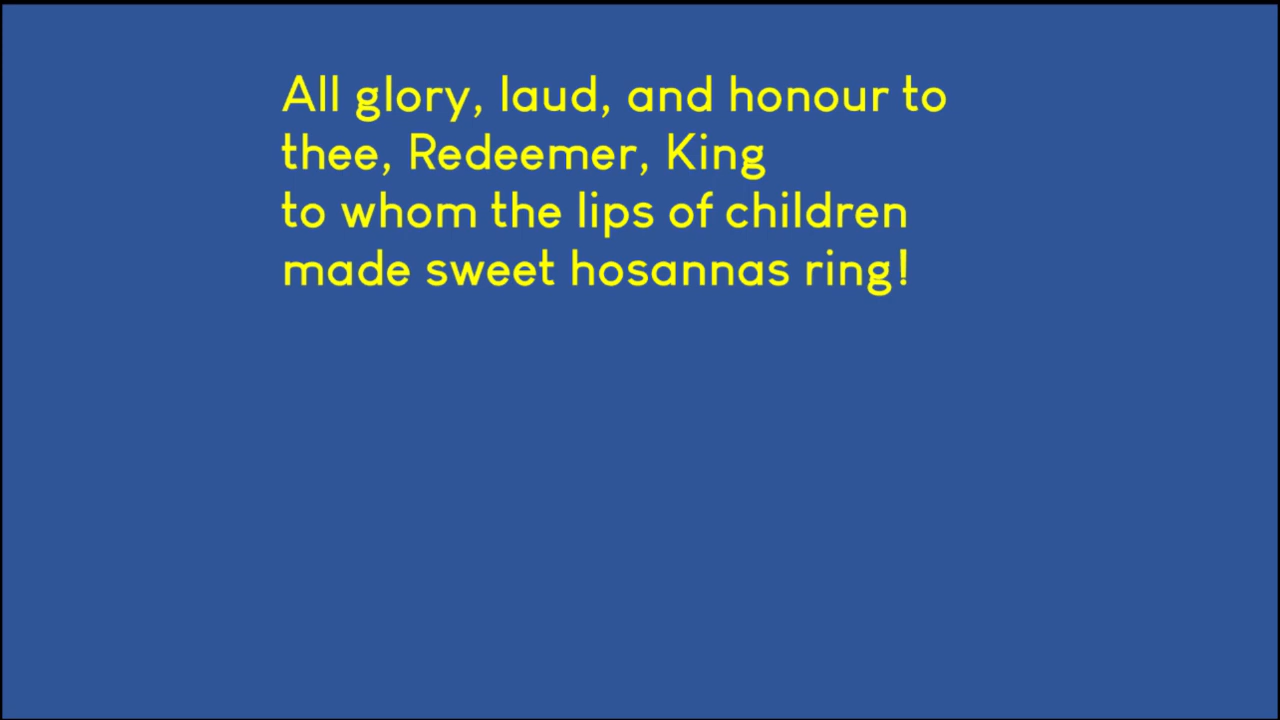 All glory, laud, and honour to
thee, Redeemer, King
to whom the lips of children
made sweet hosannas ring!